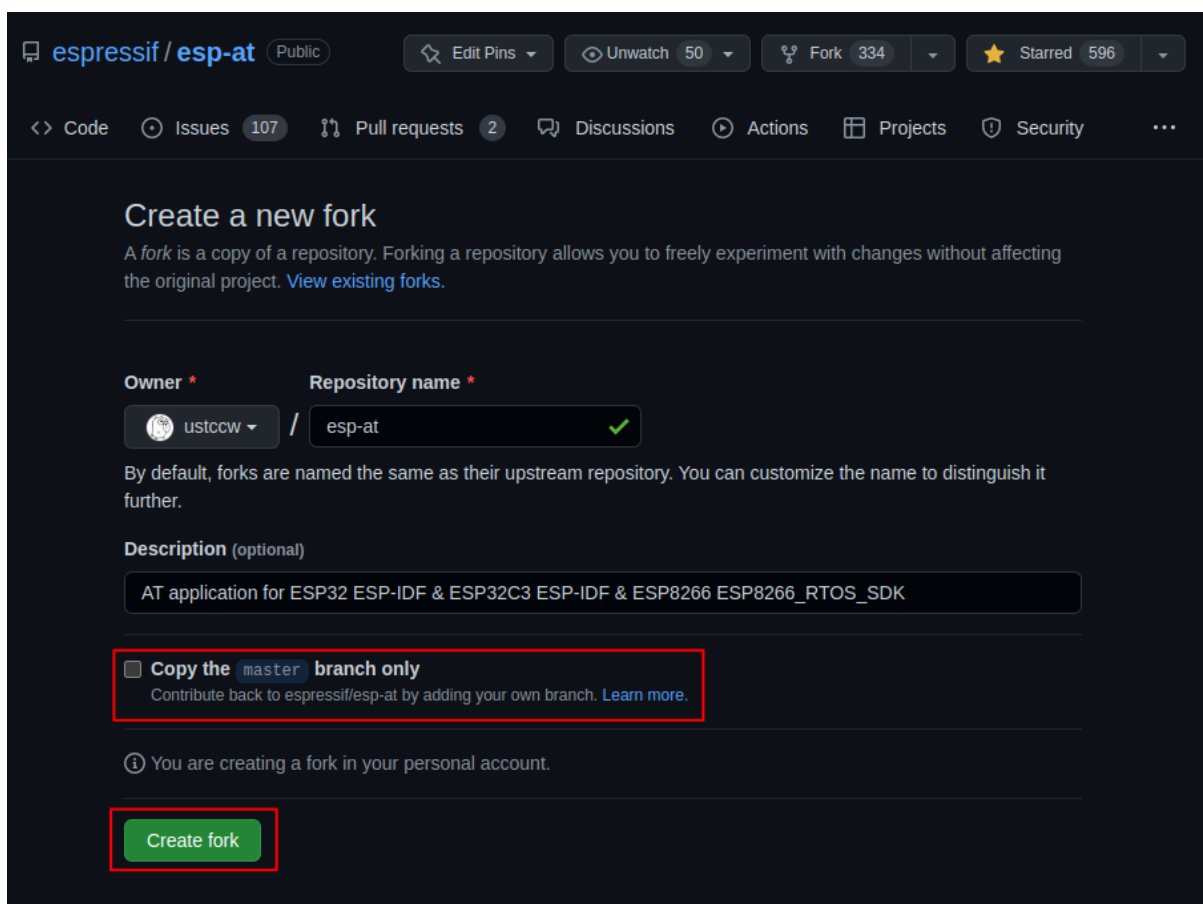 espressif / esp-at Public Edit Pins Unwatch 50 Fork 334 Starred 596
Code Issues 107 Pull requests 2 Discussions Actions Projects Security ...
Create a new fork
A fork is a copy of a repository. Forking a repository allows you to freely experiment with changes without affecting
the original project. View existing forks.
Owner * Repository name *
ustccw / esp-at
By default, forks are named the same as their upstream repository. You can customize the name to distinguish it
further.
Description (optional)
AT application for ESP32 ESP-IDF & ESP32C3 ESP-IDF & ESP8266 ESP8266_RTOS_SDK
Copy the master branch only
Contribute back to espressif/esp-at by adding your own branch. Learn more.
You are creating a fork in your personal account.
Create fork